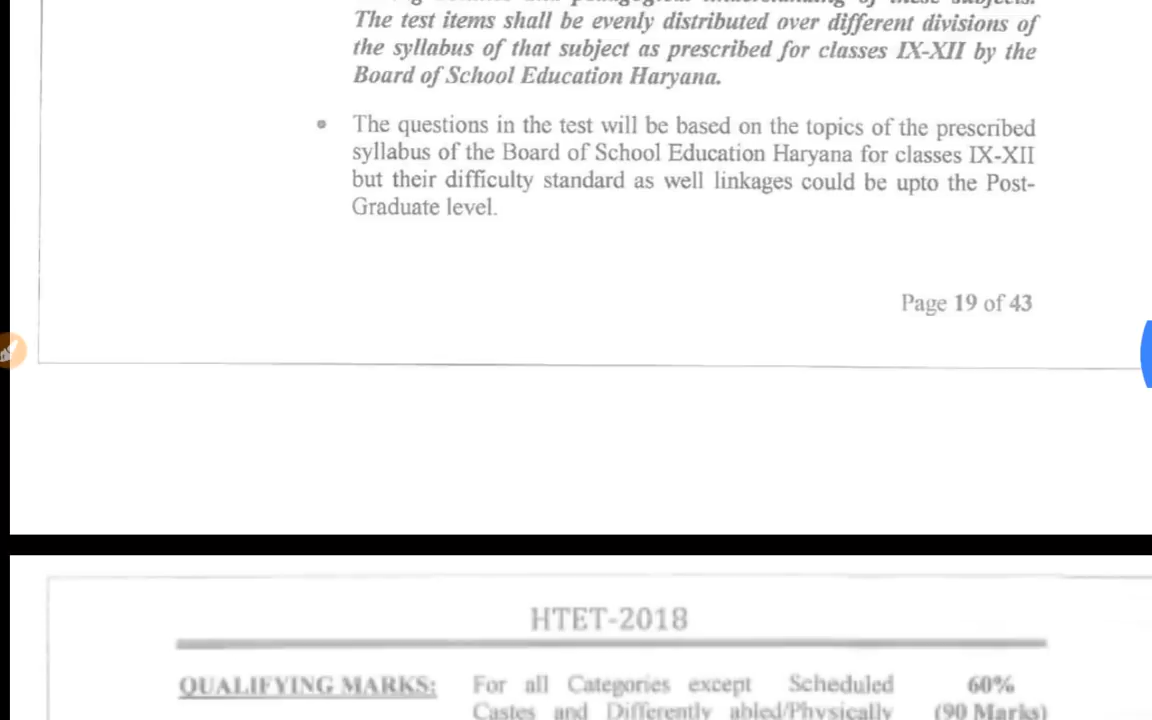 The test items shall be evenly distributed over different divisions of
the syllabus of that subject as prescribed for classes IX-XII by the
Board of School Education Haryana.
• The questions in the test will be based on the topics of the prescribed
syllabus of the Board of School Education Haryana for classes IX-XII
but their difficulty standard as well linkages could be upto the Post-
Graduate level.
Page 19 of 43
HTET-2018
QUALIFYING MARKS: For all Categories except Scheduled 60%
Castes and Differently abled/Physically (90 Marks)